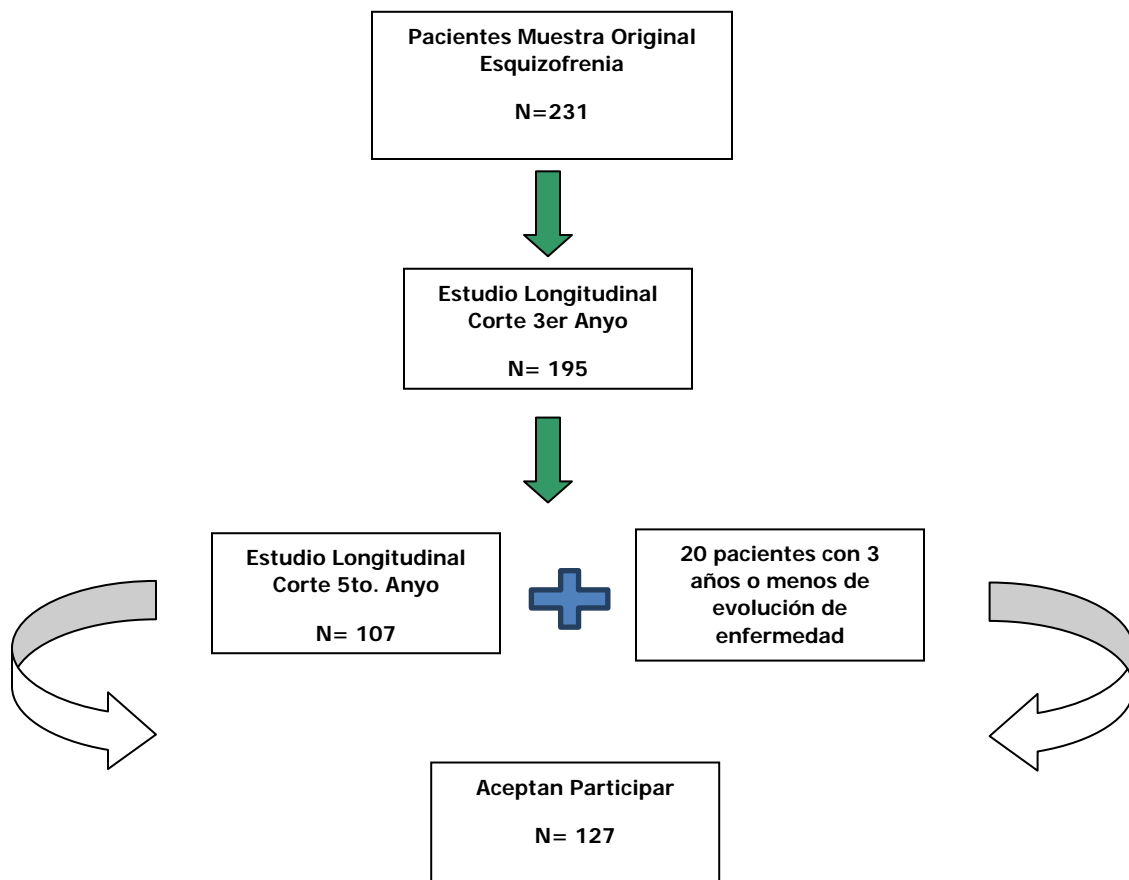 Pacientes Muestra Original
Esquizofrenia
N=231
Estudio Longitudinal
Corte 3er Anyo
N= 195
Estudio Longitudinal
Corte 5to. Anyo
N= 107
20 pacientes con 3
años o menos de
evolución de
enfermedad
Aceptan Participar
N= 127